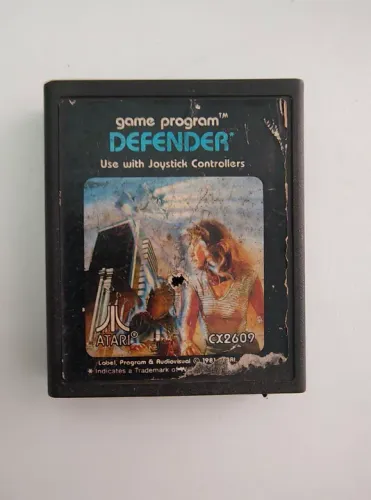 game program™
DEFENDER*
Use with Joystick Controllers
ATARI®
CX2609
Label, Program & Audiovisual © 1981
* Indicates a Trademark of